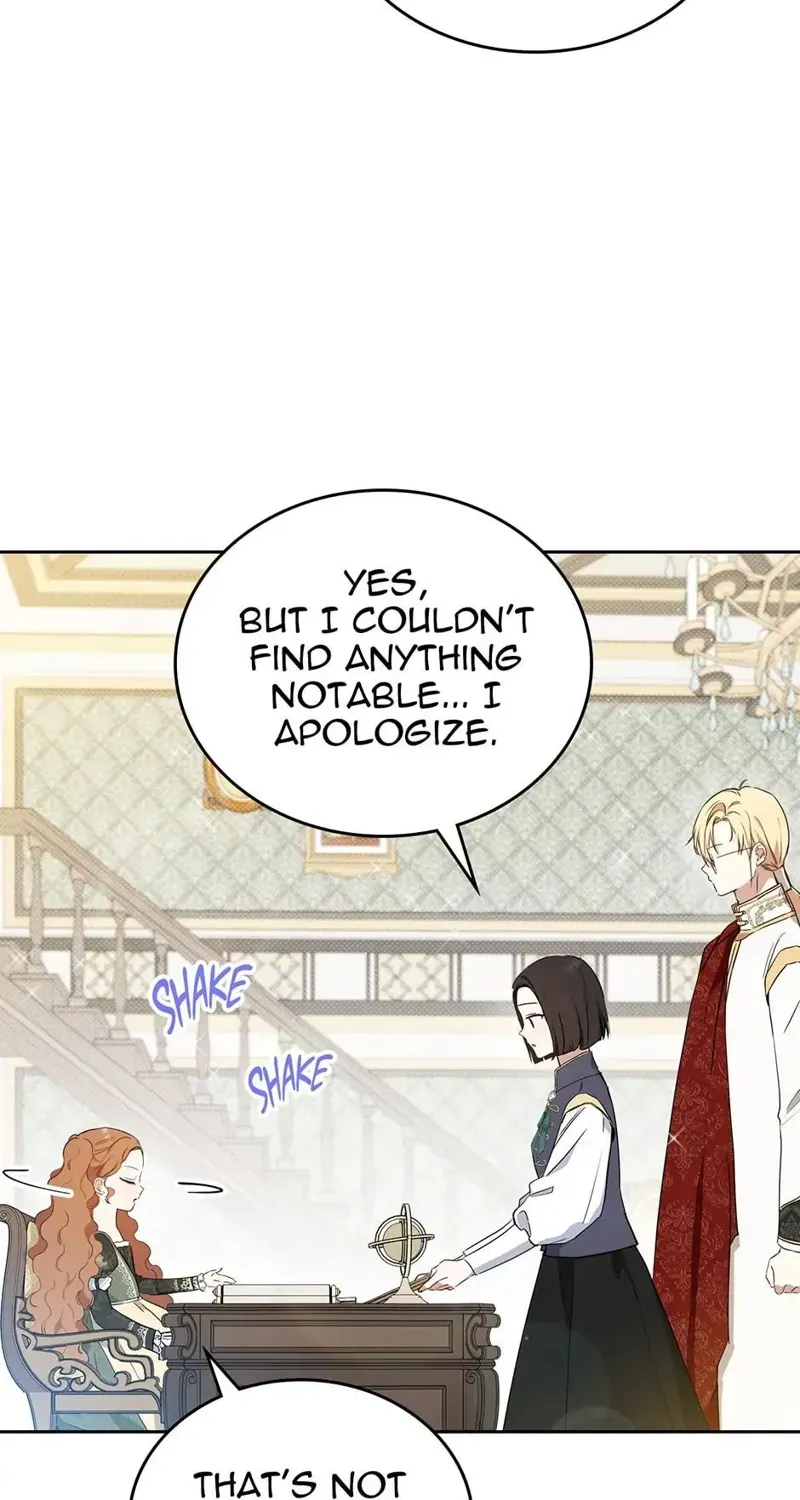 YES,
BUT I COULDN'T
FIND ANYTHING
NOTABLE... I
APOLOGIZE.
SHAKE
SHAKE
THAT'S NOT